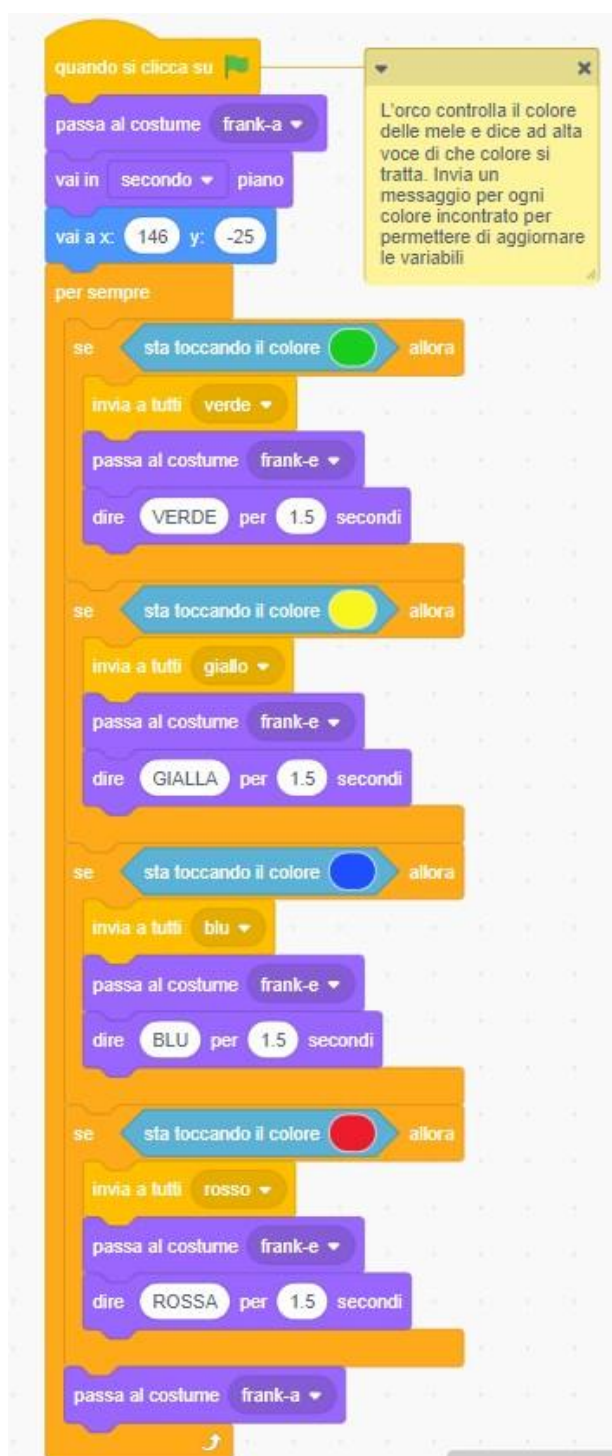 quando si clicca su
passa al costume frank-a
vai in secondo piano
vai a x: 146 y: -25
L'orco controlla il colore
delle mele e dice ad alta
voce di che colore si
tratta. Invia un
messaggio per ogni
colore incontrato per
permettere di aggiornare
le variabili
per sempre
se sta toccando il colore allora
invia a tutti verde
passa al costume frank-e
dire VERDE per 1.5 secondi
se sta toccando il colore allora
invia a tutti giallo
passa al costume frank-e
dire GIALLA per 1.5 secondi
se sta toccando il colore allora
invia a tutti blu
passa al costume frank-e
dire BLU per 1.5 secondi
se sta toccando il colore allora
invia a tutti rosso
passa al costume frank-e
dire ROSSA per 1.5 secondi
passa al costume frank-a